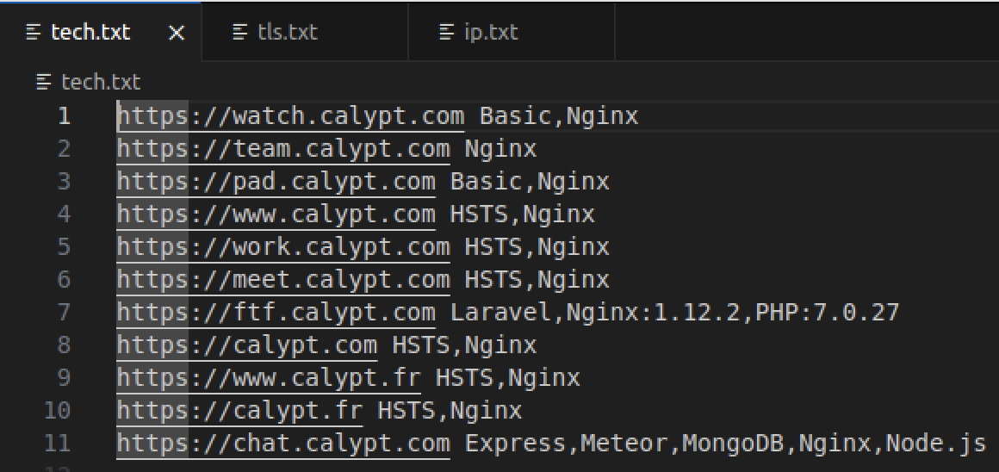 tech.txt tls.txt ip.txt
tech.txt
1 https://watch.calypt.com Basic,Nginx
2 https://team.calypt.com Nginx
3 https://pad.calypt.com Basic,Nginx
4 https://www.calypt.com HSTS,Nginx
5 https://work.calypt.com HSTS,Nginx
6 https://meet.calypt.com HSTS,Nginx
7 https://ftf.calypt.com Laravel,Nginx:1.12.2,PHP:7.0.27
8 https://calypt.com HSTS,Nginx
9 https://www.calypt.fr HSTS,Nginx
10 https://calypt.fr HSTS,Nginx
11 https://chat.calypt.com Express,Meteor,MongoDB,Nginx,Node.js